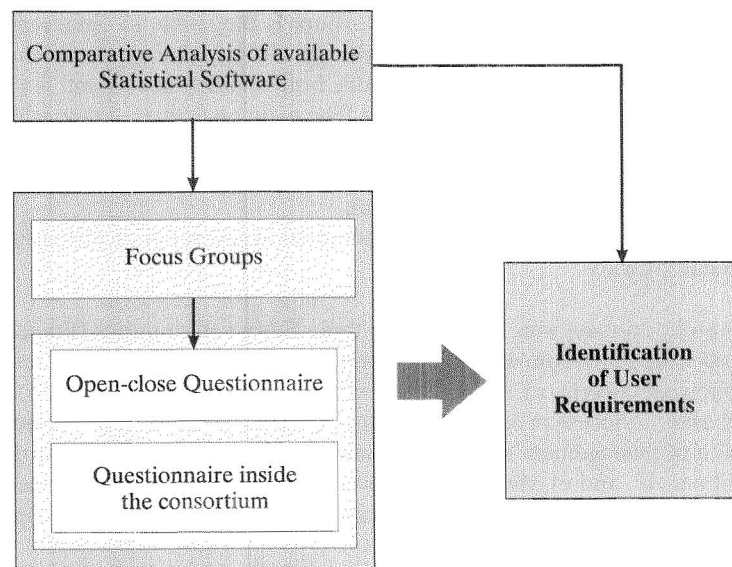 Comparative Analysis of available
Statistical Software
Focus Groups
Open-close Questionnaire
Questionnaire inside
the consortium
Identification
of User
Requirements